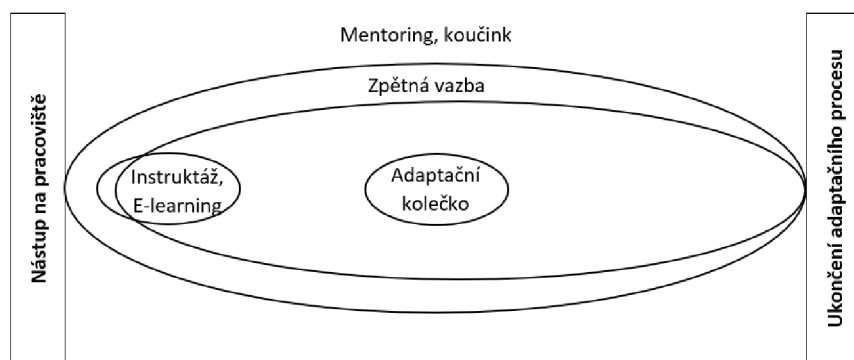 Mentoring, koučink
Zpětná vazba
Nástup na pracoviště
Instruktáž,
E-learning
Adaptační
kolečko
Ukončení adaptačního procesu